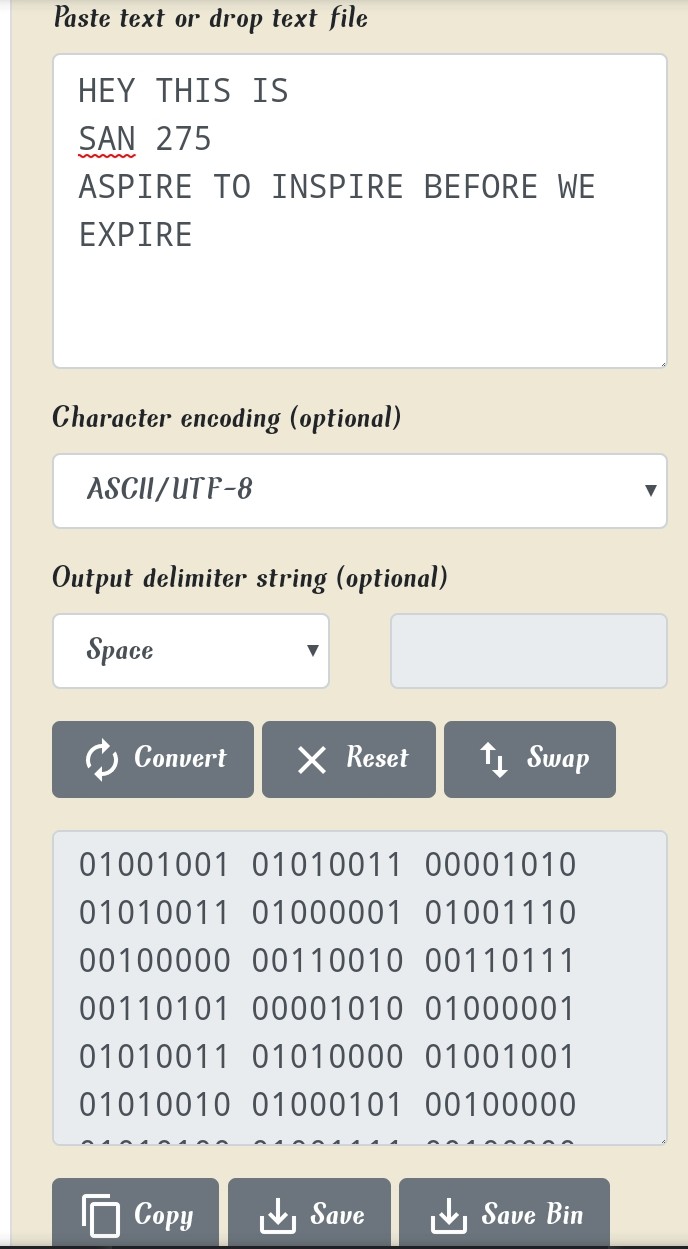 Paste text or drop text file
HEY THIS IS
SAN 275
ASPIRE TO INSPIRE BEFORE WE
EXPIRE
Character encoding (optional)
ASCII/UTF-8
Output delimiter string (optional)
Space
Convert Reset Swap
01001001 01010011 00001010
01010011 01000001 01001110
00100000 00110010 00110111
00110101 00001010 01000001
01010011 01010000 01001001
01010010 01000101 00100000
Copy Save Save Bin